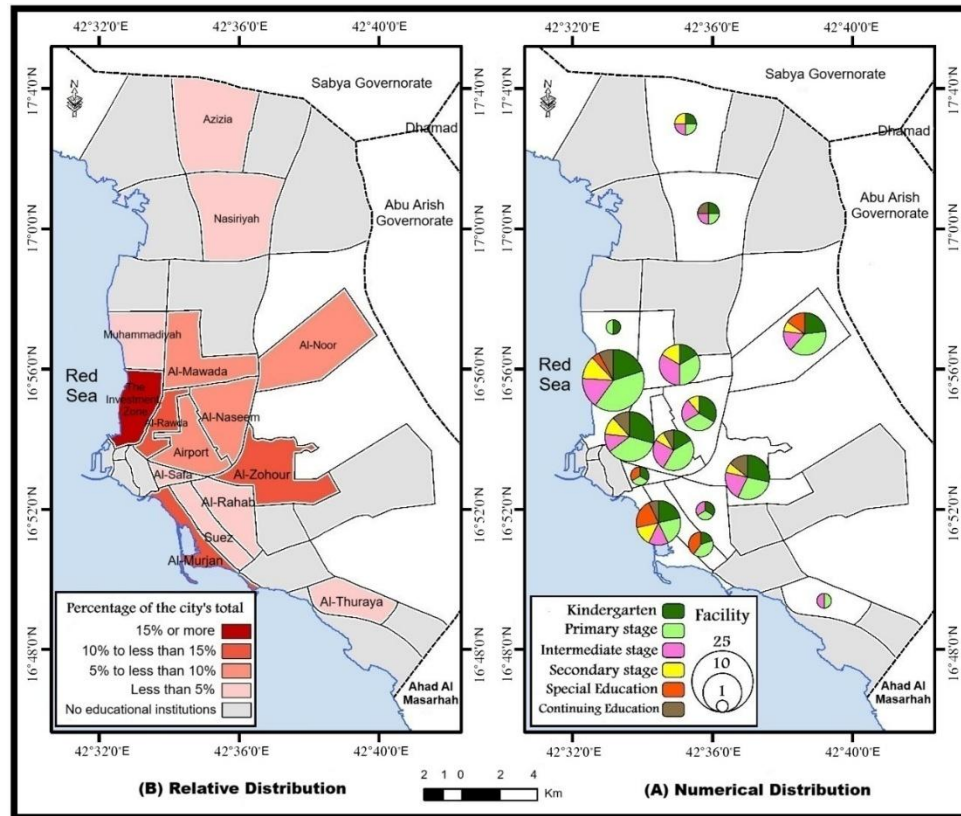 42°32'0"E
42°36'0"E
42°40'0"E
42°32'0"E
42°36'0"E
42°40'0"E
N
Sabya Governorate
17°4'0"N
Azizia
Dhamad
Abu Arish
Governorate
Nasiriyah
17°0'0"N
Muhammadiyah
Al-Noor
Al-Mawada
Red
Sea
16°56'0"N
The
Investment
Zone
Al-Rawda
Al-Naseem
Airport
Al-Safa
Al-Zohour
Al-Rahab
16°52'0"N
Suez
Al-Murjan
Al-Thuraya
16°48'0"N
Ahad Al
Masarhah
Percentage of the city's total
15% or more
10% to less than 15%
5% to less than 10%
Less than 5%
No educational institutions
42°32'0"E
42°36'0"E
42°40'0"E
(B) Relative Distribution
N
Sabya Governorate
17°4'0"N
Dhamad
Abu Arish
Governorate
17°0'0"N
Red
Sea
16°56'0"N
16°52'0"N
16°48'0"N
Ahad Al
Masarhah
Kindergarten
Primary stage
Intermediate stage
Secondary stage
Special Education
Continuing Education
Facility
25
10
1
42°32'0"E
42°36'0"E
42°40'0"E
2 1 0 2 4
Km
(A) Numerical Distribution